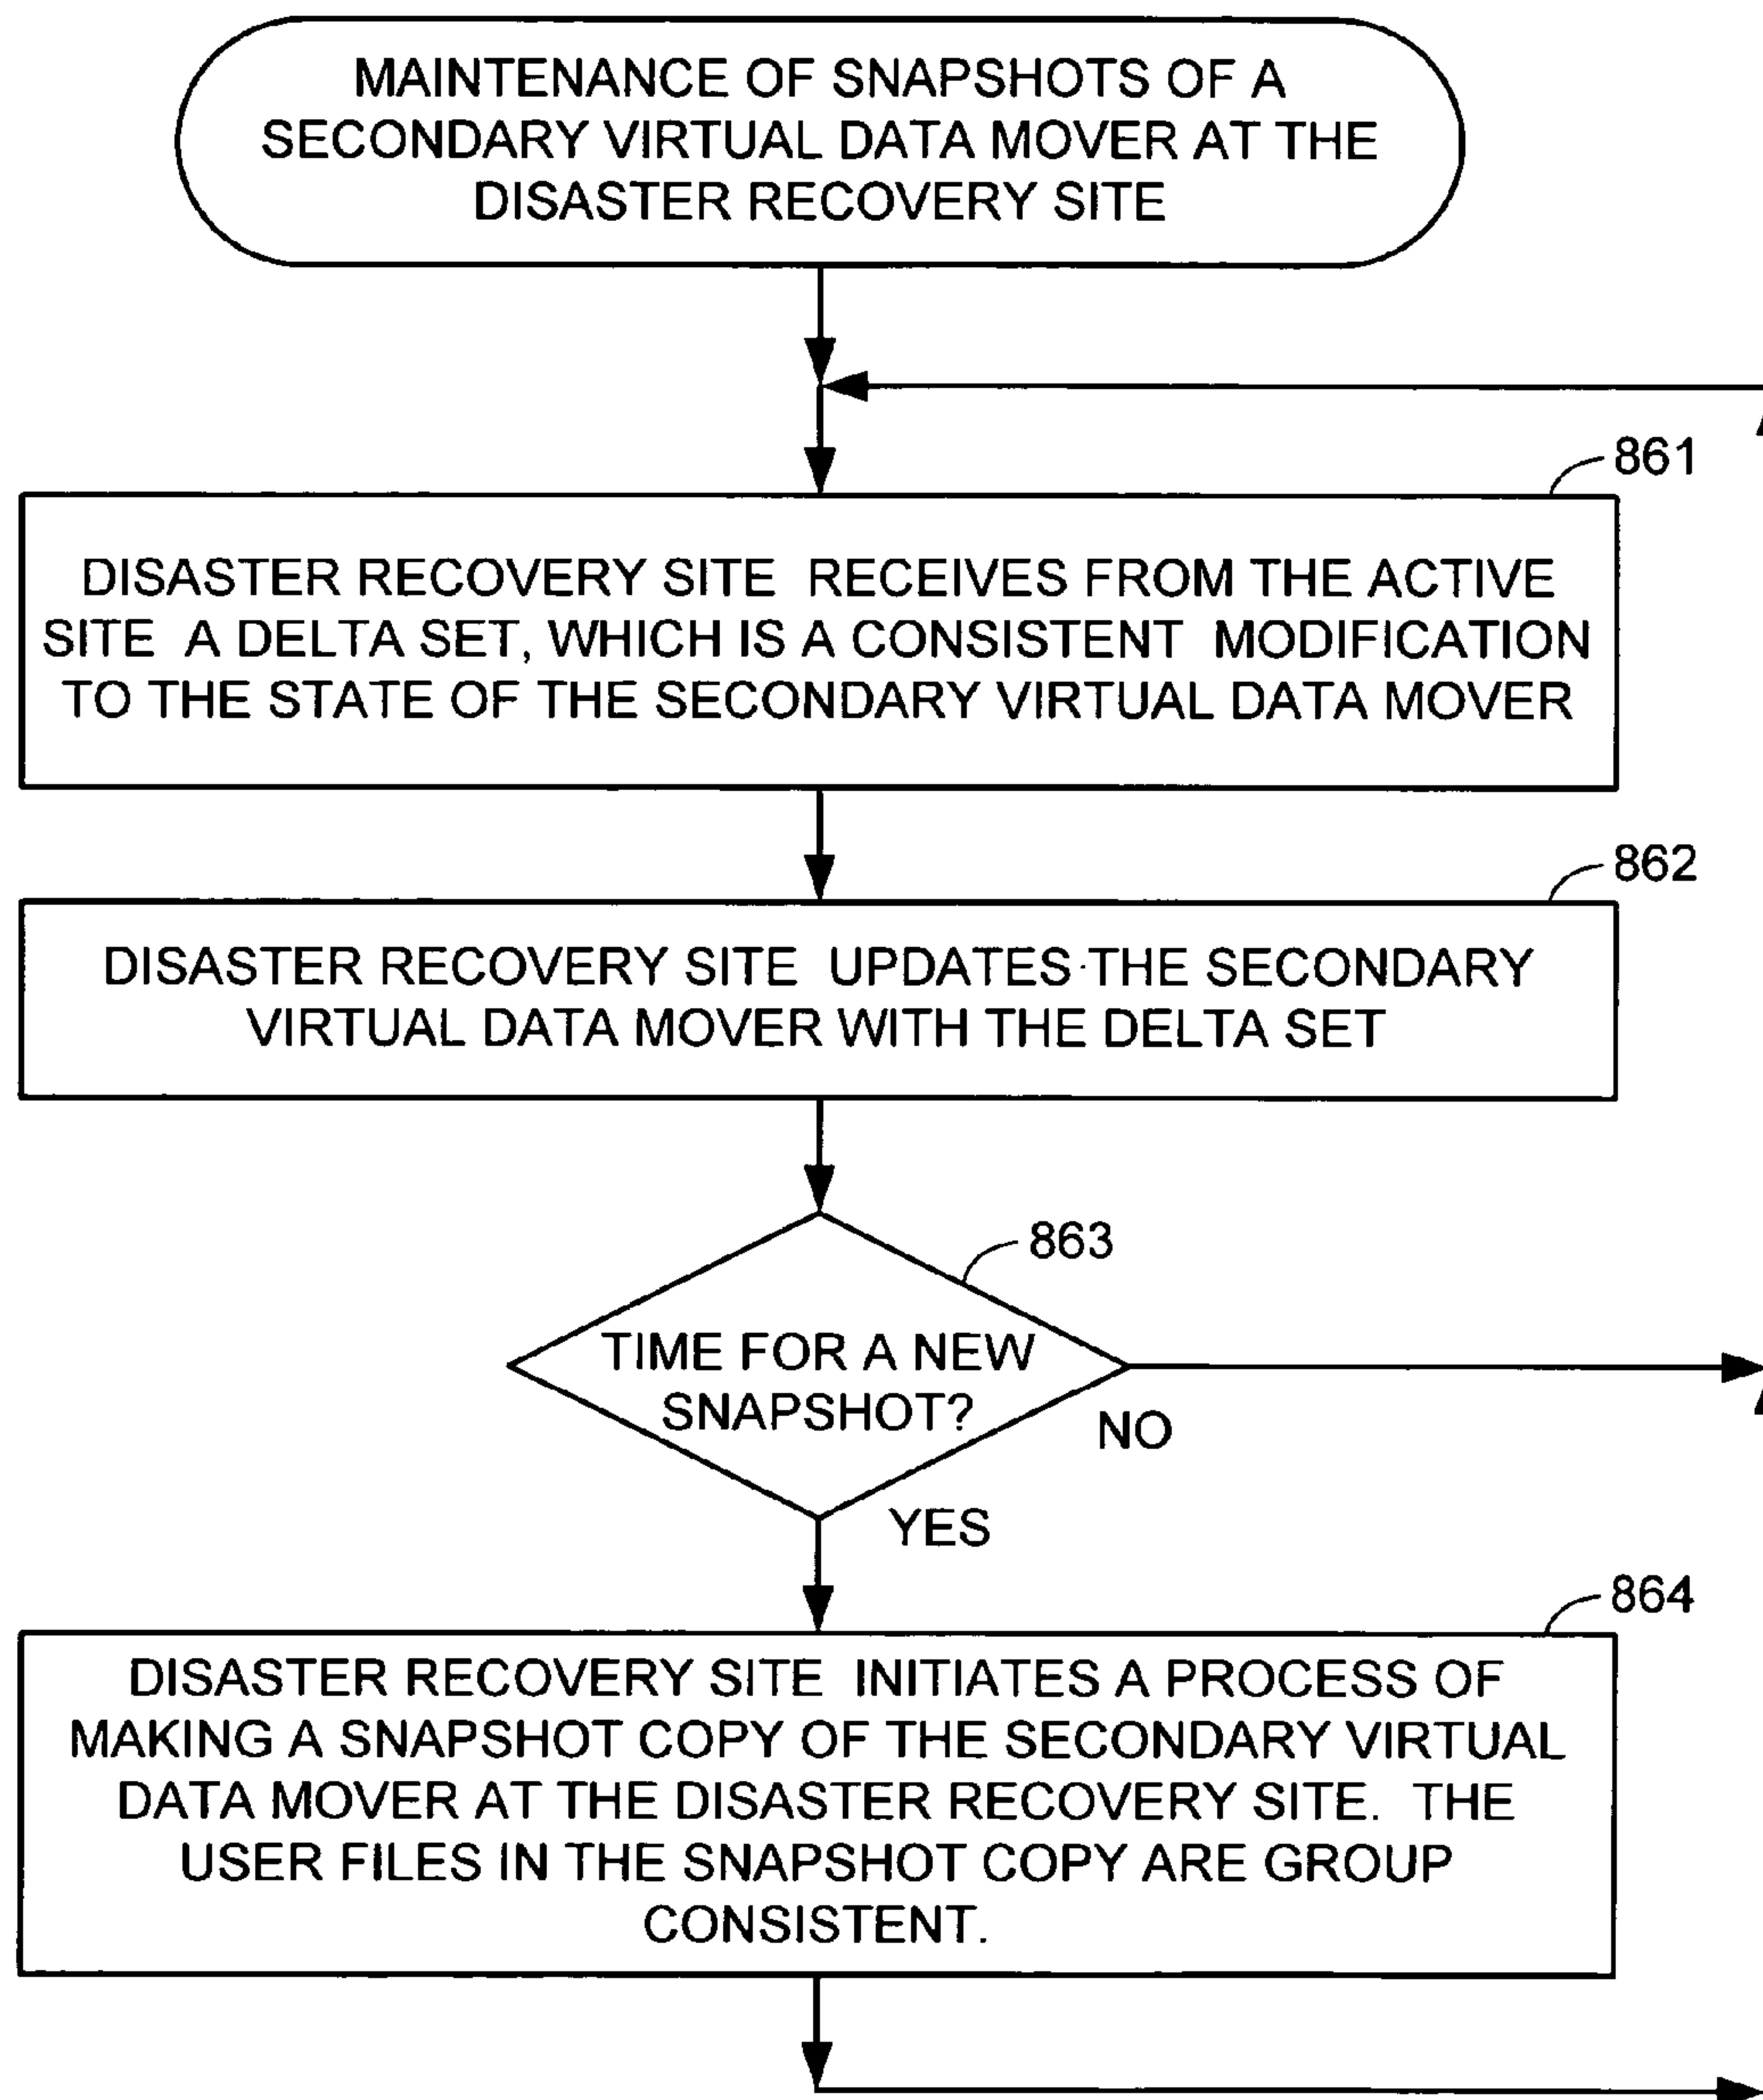 MAINTENANCE OF SNAPSHOTS OF A
SECONDARY VIRTUAL DATA MOVER AT THE
DISASTER RECOVERY SITE
861
DISASTER RECOVERY SITE RECEIVES FROM THE ACTIVE
SITE A DELTA SET, WHICH IS A CONSISTENT MODIFICATION
TO THE STATE OF THE SECONDARY VIRTUAL DATA MOVER
862
DISASTER RECOVERY SITE UPDATES THE SECONDARY
VIRTUAL DATA MOVER WITH THE DELTA SET
863
TIME FOR A NEW
SNAPSHOT?
NO
YES
864
DISASTER RECOVERY SITE INITIATES A PROCESS OF
MAKING A SNAPSHOT COPY OF THE SECONDARY VIRTUAL
DATA MOVER AT THE DISASTER RECOVERY SITE. THE
USER FILES IN THE SNAPSHOT COPY ARE GROUP
CONSISTENT.